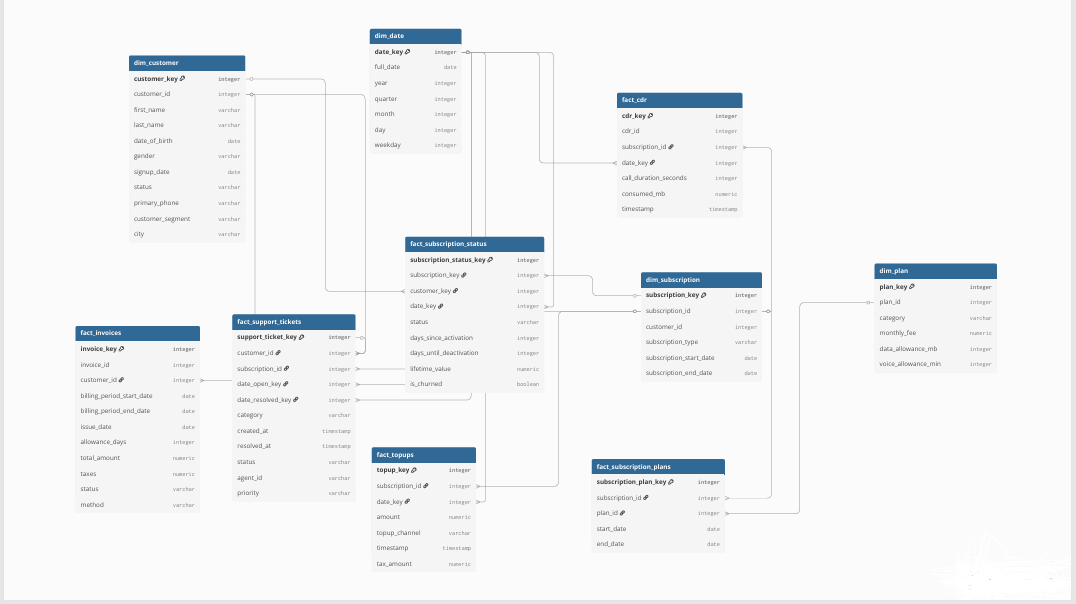 dim_date
date_key integer
full_date date
year integer
quarter integer
month integer
day integer
weekday integer
dim_customer
customer_key integer
customer_id integer
first_name varchar
last_name varchar
date_of_birth date
gender varchar
signup_date date
status varchar
primary_phone varchar
customer_segment varchar
city varchar
fact_cdr
cdr_key integer
cdr_id integer
subscription_id integer
date_key integer
call_duration_seconds integer
consumed_mb numeric
timestamp timestamp
fact_subscription_status
subscription_status_key integer
subscription_key integer
customer_key integer
date_key integer
status varchar
days_since_activation integer
days_until_deactivation integer
lifetime_value numeric
is_churned boolean
dim_subscription
subscription_key integer
subscription_id integer
customer_id integer
subscription_type varchar
subscription_start_date date
subscription_end_date date
dim_plan
plan_key integer
plan_id integer
category varchar
monthly_fee numeric
data_allowance_mb integer
voice_allowance_min integer
fact_invoices
invoice_key integer
invoice_id integer
customer_id integer
billing_period_start_date date
billing_period_end_date date
issue_date date
allowance_days integer
total_amount numeric
taxes numeric
status varchar
method varchar
fact_support_tickets
support_ticket_key integer
customer_id integer
subscription_id integer
date_open_key integer
date_resolved_key integer
category varchar
created_at timestamp
resolved_at timestamp
status varchar
agent_id varchar
priority varchar
fact_topups
topup_key integer
subscription_id integer
date_key integer
amount numeric
topup_channel varchar
timestamp timestamp
tax_amount numeric
fact_subscription_plans
subscription_plan_key integer
subscription_id integer
plan_id integer
start_date date
end_date date